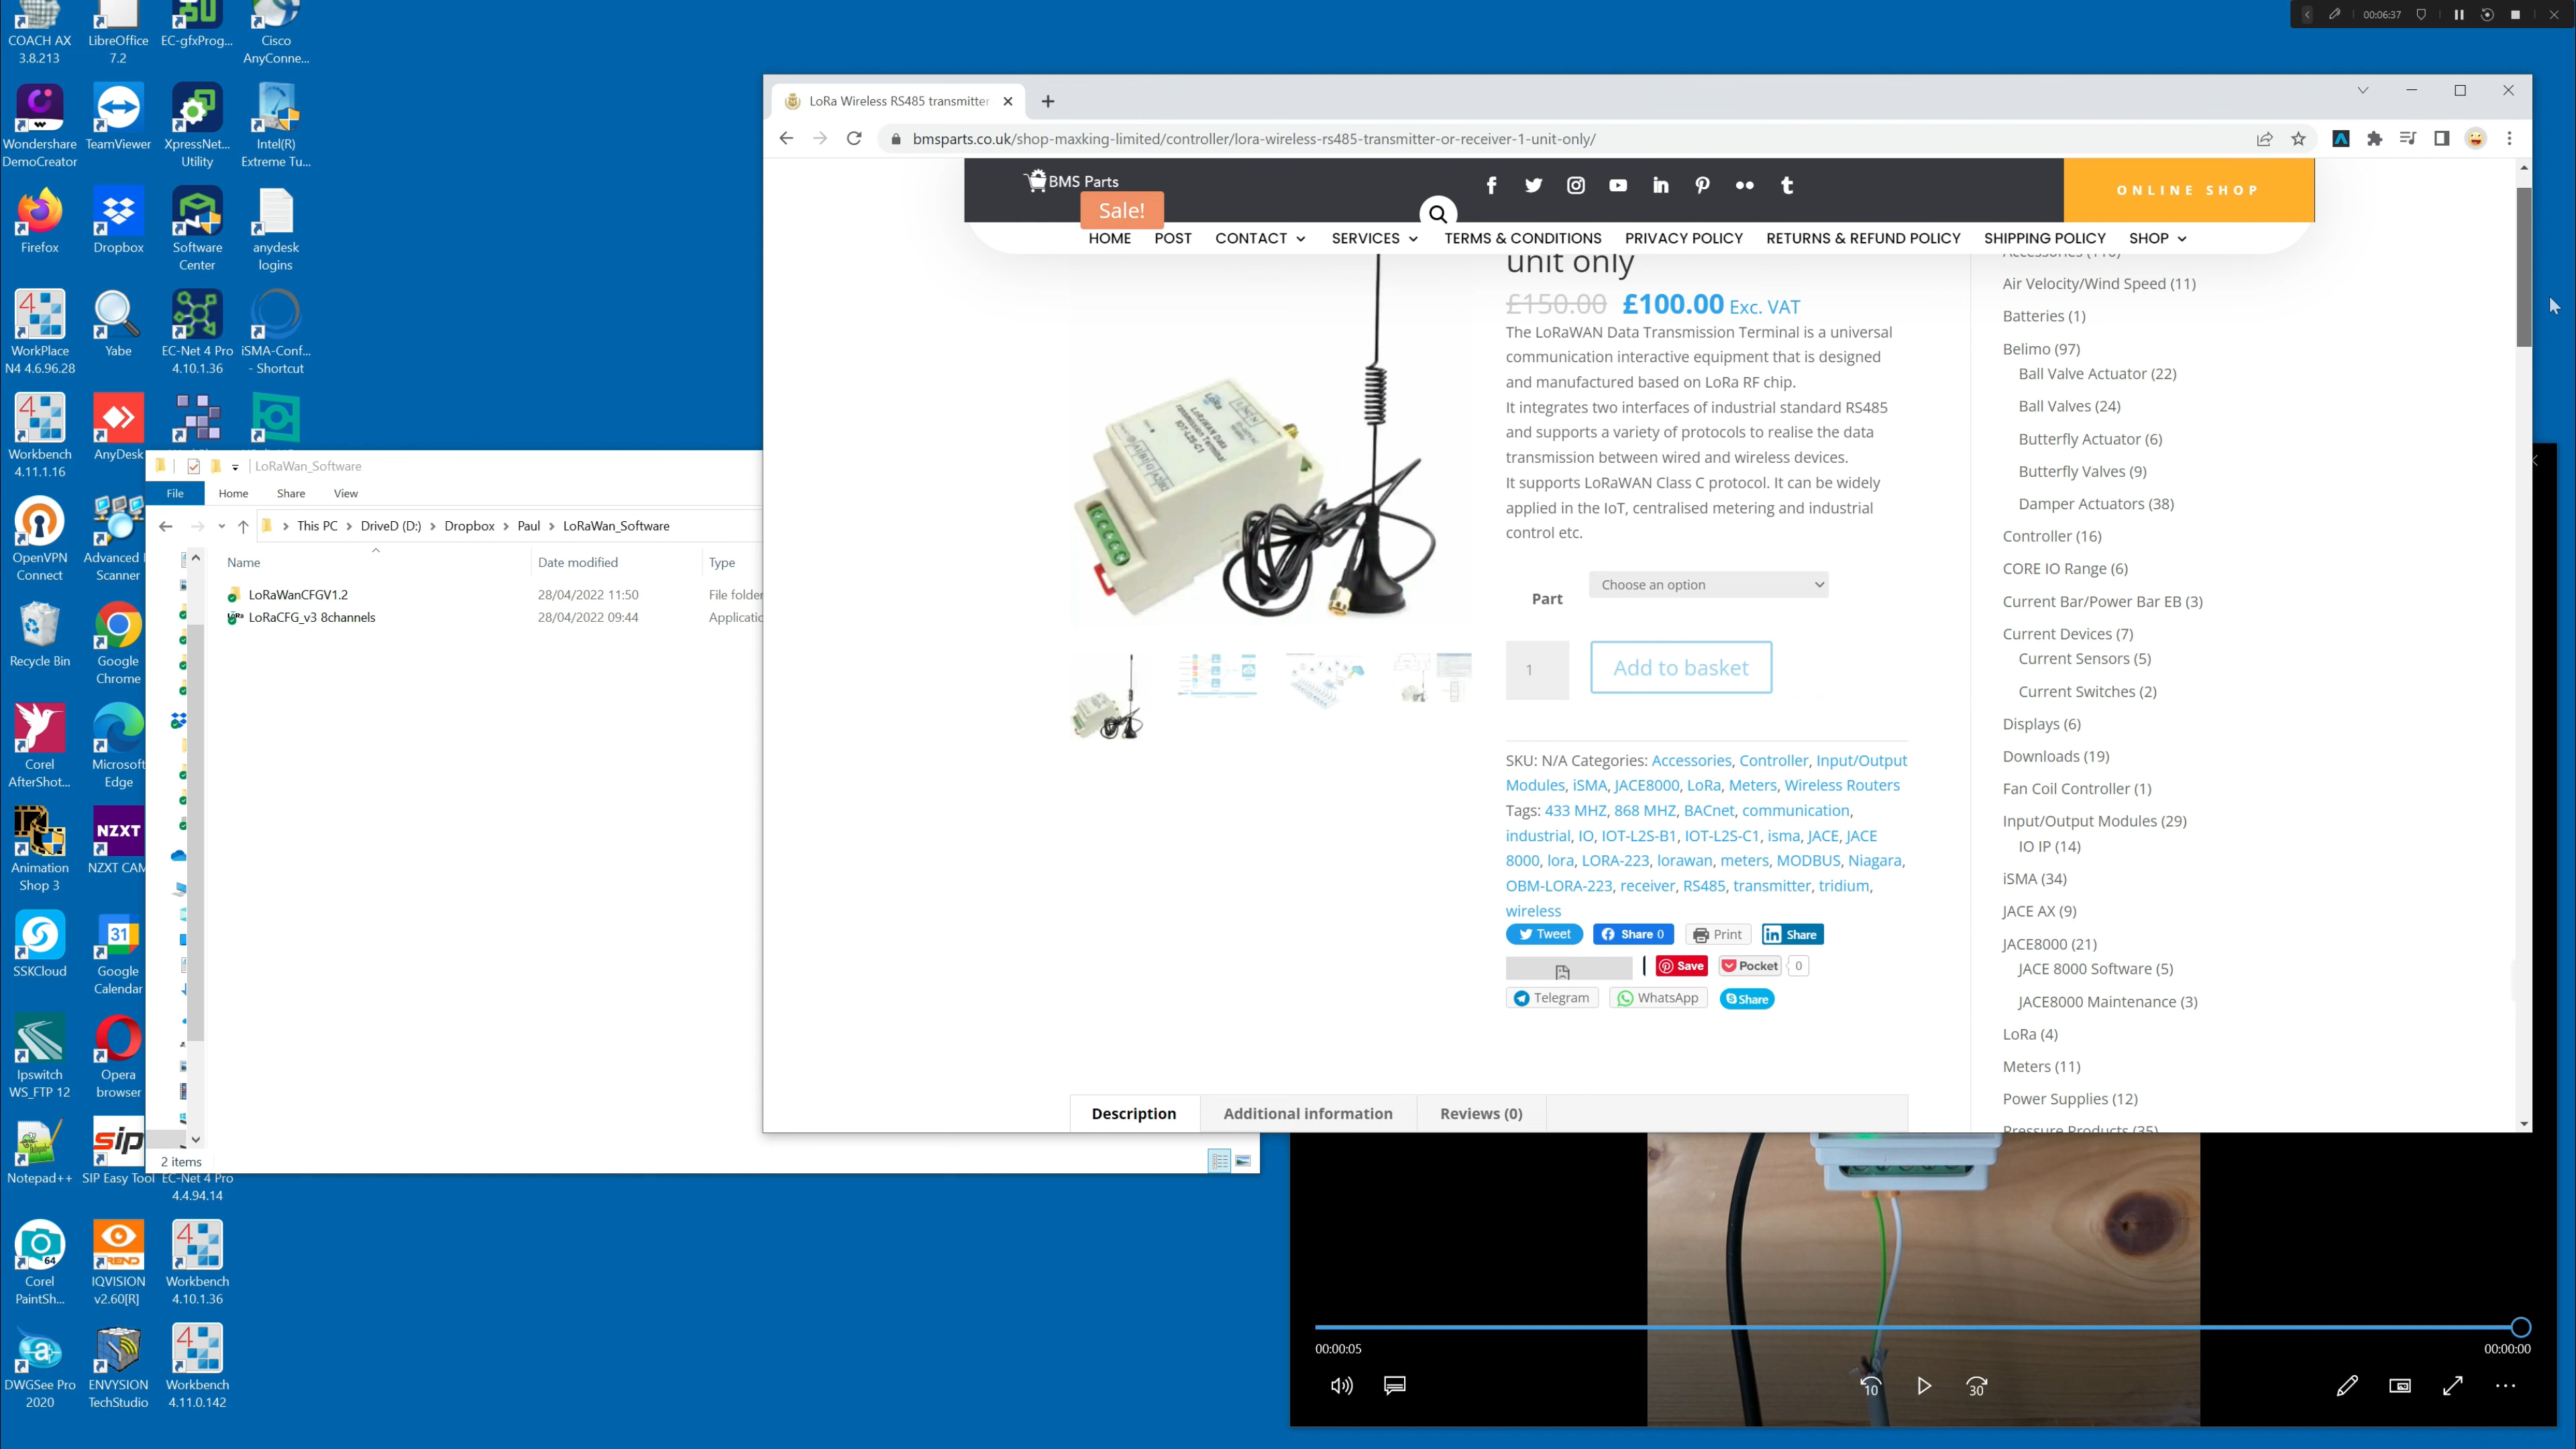 COACH AX
3.8.213
LibreOffice
7.2
EC-gfxProg...
Cisco
AnyConne...
Wondershare
DemoCreator
TeamViewer
XpressNet...
Utility
Intel(R)
Extreme Tu...
Firefox
Dropbox
Software
Center
anydesk
logins
WorkPlace
N4 4.6.96.28
Yabe
EC-Net 4 Pro
4.10.1.36
iSMA-Conf...
- Shortcut
Workbench
4.11.1.16
AnyDesk
OpenVPN
Connect
Advanced
Scanner
Recycle Bin
Google
Chrome
Corel
AfterShot...
Microsoft
Edge
Animation
Shop 3
NZXT
NZXT CAM
SSKCloud
31
Google
Calendar
Ipswitch
WS_FTP 12
Opera
browser
Notepad++
sip
SIP Easy Tool
EC-Net 4 Pro
4.4.94.14
64
Corel
PaintSh...
IQVISION
v2.60[R]
Workbench
4.10.1.36
DWGSee Pro
2020
ENVYSION
TechStudio
Workbench
4.11.0.142
LoRaWan_Software
File
Home
Share
View
This PC
DriveD (D:)
Dropbox
Paul
LoRaWan_Software
Name
Date modified
Type
LoRaWanCFGV1.2
28/04/2022 11:50
File folder
LoRaCFG_v3 8channels
28/04/2022 09:44
Applicatio
2 items
00:06:37
LoRa Wireless RS485 transmitter
bmsparts.co.uk/shop-maxking-limited/controller/lora-wireless-rs485-transmitter-or-receiver-1-unit-only/
BMS Parts
Sale!
ONLINE SHOP
HOME POST CONTACT SERVICES TERMS & CONDITIONS PRIVACY POLICY RETURNS & REFUND POLICY SHIPPING POLICY SHOP
unit only
£150.00 £100.00 Exc. VAT
The LoRaWAN Data Transmission Terminal is a universal
communication interactive equipment that is designed
and manufactured based on LoRa RF chip.
It integrates two interfaces of industrial standard RS485
and supports a variety of protocols to realise the data
transmission between wired and wireless devices.
It supports LoRaWAN Class C protocol. It can be widely
applied in the IoT, centralised metering and industrial
control etc.
LoRa
LoRaWAN Data
transmission Terminal
IOT-L2S-C1
Part
Choose an option
1
Add to basket
SKU: N/A Categories: Accessories, Controller, Input/Output
Modules, iSMA, JACE8000, LoRa, Meters, Wireless Routers
Tags: 433 MHZ, 868 MHZ, BACnet, communication,
industrial, IO, IOT-L2S-B1, IOT-L2S-C1, isma, JACE, JACE
8000, lora, LORA-223, lorawan, meters, MODBUS, Niagara,
OBM-LORA-223, receiver, RS485, transmitter, tridium,
wireless
Tweet
Share 0
Print
Share
Save
Pocket
0
Telegram
WhatsApp
Share
Description
Additional information
Reviews (0)
Air Velocity/Wind Speed (11)
Batteries (1)
Belimo (97)
Ball Valve Actuator (22)
Ball Valves (24)
Butterfly Actuator (6)
Butterfly Valves (9)
Damper Actuators (38)
Controller (16)
CORE IO Range (6)
Current Bar/Power Bar EB (3)
Current Devices (7)
Current Sensors (5)
Current Switches (2)
Displays (6)
Downloads (19)
Fan Coil Controller (1)
Input/Output Modules (29)
IO IP (14)
iSMA (34)
JACE AX (9)
JACE8000 (21)
JACE 8000 Software (5)
JACE8000 Maintenance (3)
LoRa (4)
Meters (11)
Power Supplies (12)
Pressure Products (35)
00:00:05
00:00:00
10
30